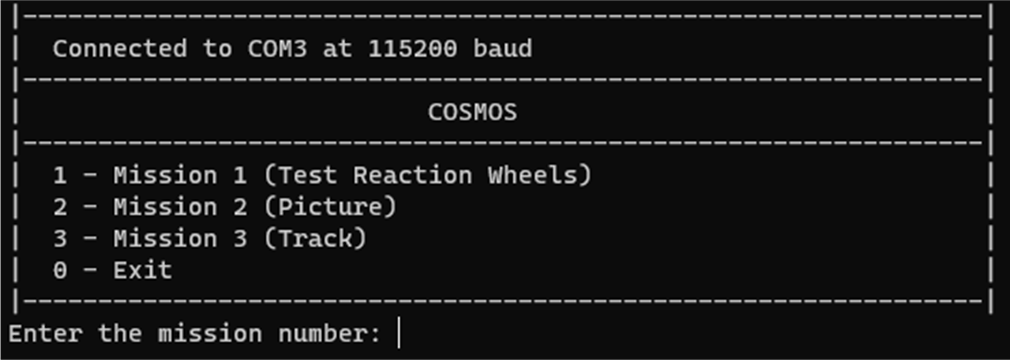 |----------------------------------------------------------------|
|  Connected to COM3 at 115200 baud                              |
|----------------------------------------------------------------|
|                           COSMOS                               |
|----------------------------------------------------------------|
|  1 - Mission 1 (Test Reaction Wheels)                          |
|  2 - Mission 2 (Picture)                                       |
|  3 - Mission 3 (Track)                                         |
|  0 - Exit                                                      |
|----------------------------------------------------------------|
Enter the mission number: